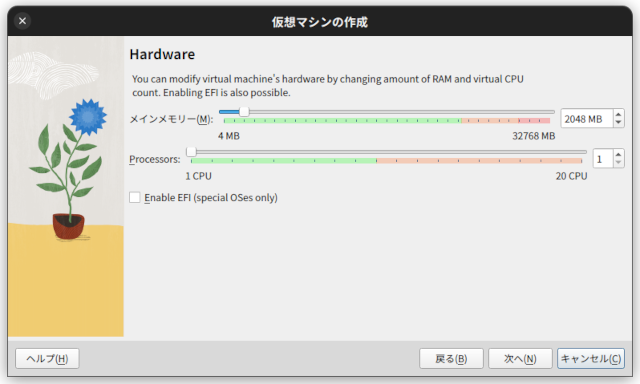 仮想マシンの作成
Hardware
You can modify virtual machine's hardware by changing amount of RAM and virtual CPU
count. Enabling EFI is also possible.
メインメモリー(M): 2048 MB
4 MB 32768 MB
Processors: 1
1 CPU 20 CPU
Enable EFI (special OSes only)
ヘルプ(H) 戻る(B) 次へ(N) キャンセル(C)